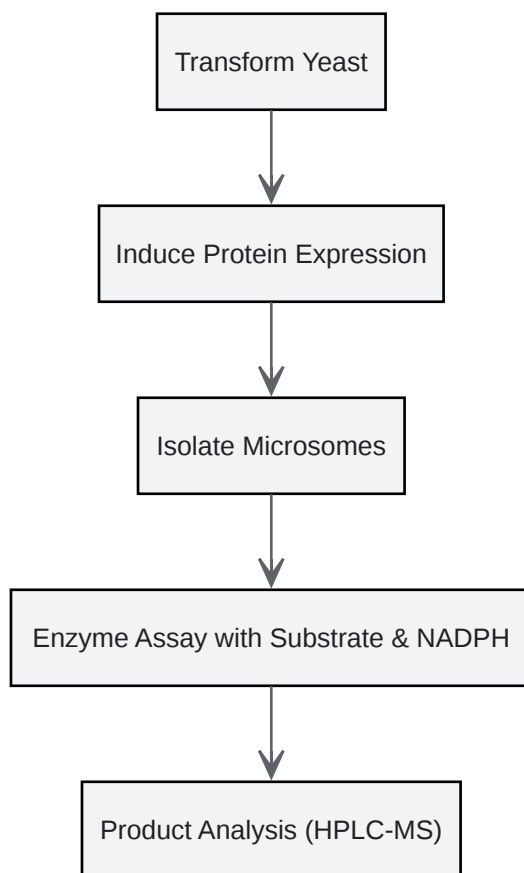 Transform Yeast
Induce Protein Expression
Isolate Microsomes
Enzyme Assay with Substrate & NADPH
Product Analysis (HPLC-MS)